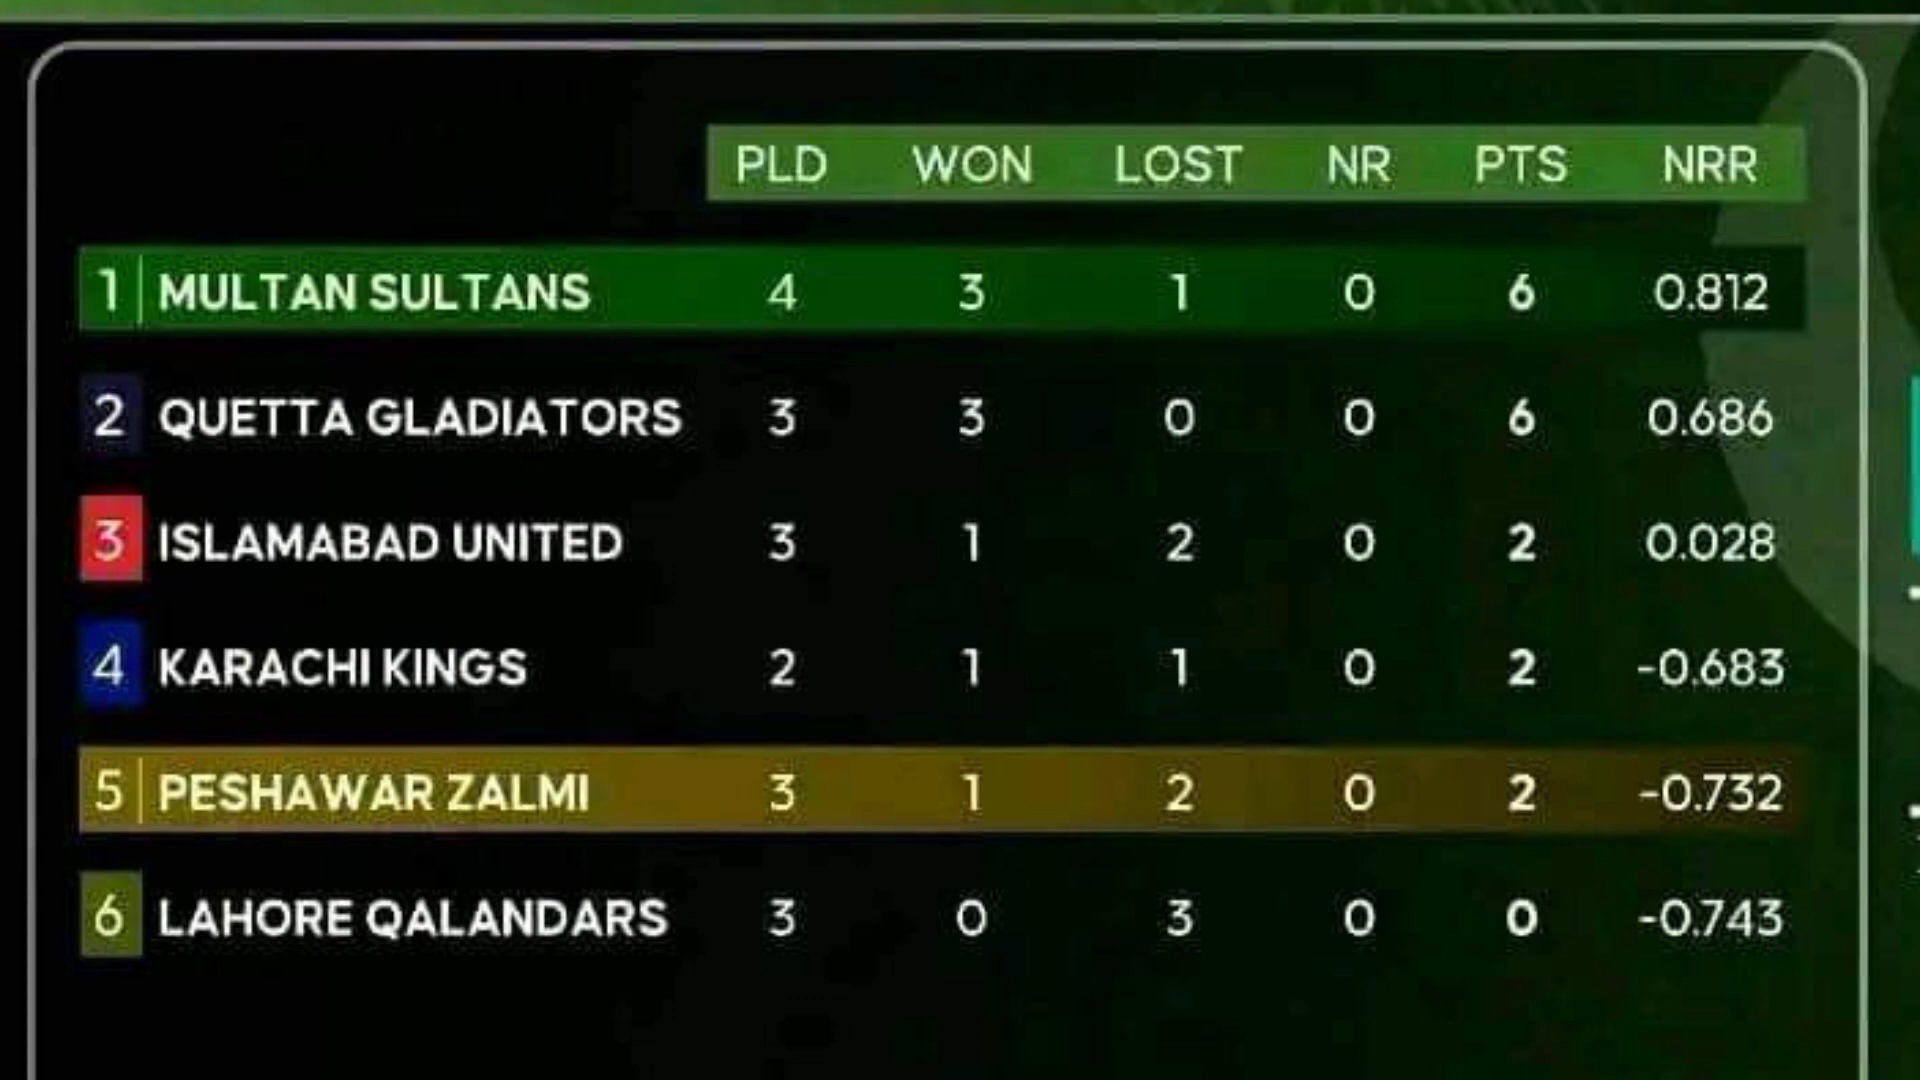 PLD WON LOST NR PTS NRR
1 MULTAN SULTANS 4 3 1 0 6 0.812
2 QUETTA GLADIATORS 3 3 0 0 6 0.686
3 ISLAMABAD UNITED 3 1 2 0 2 0.028
4 KARACHI KINGS 2 1 1 0 2 -0.683
5 PESHAWAR ZALMI 3 1 2 0 2 -0.732
6 LAHORE QALANDARS 3 0 3 0 0 -0.743